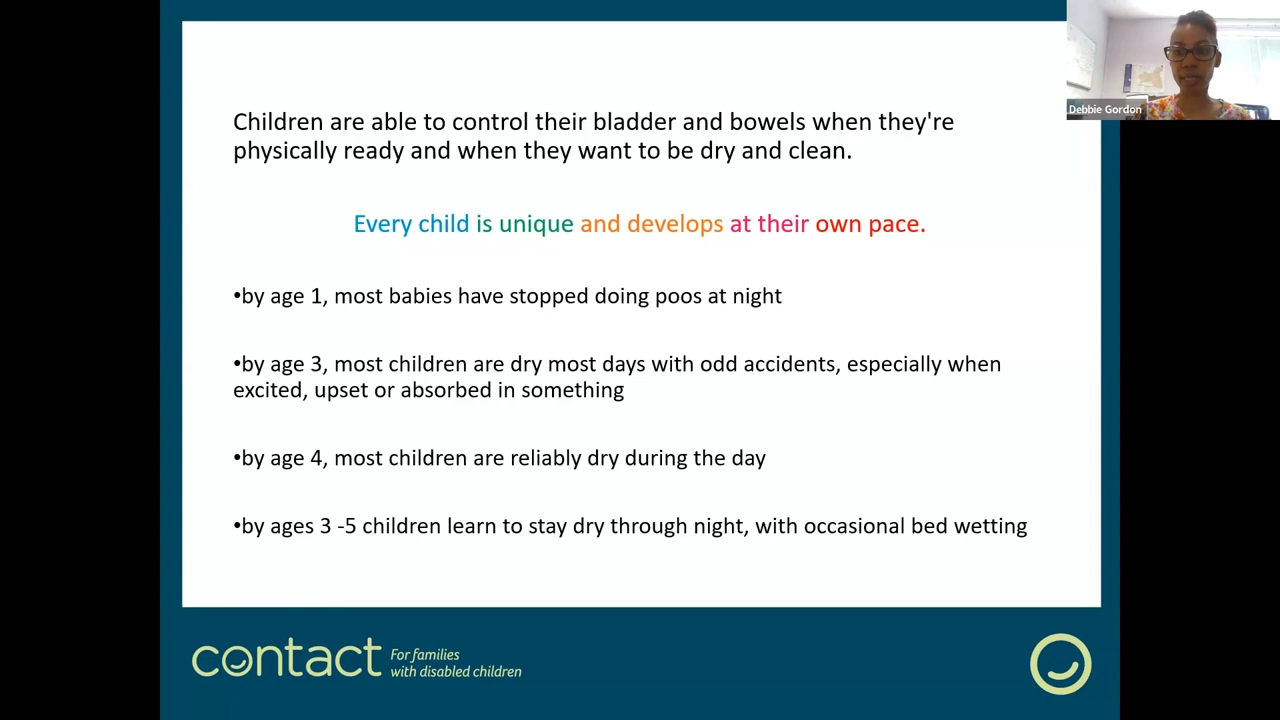 Debbie Gordon
Children are able to control their bladder and bowels when they're
physically ready and when they want to be dry and clean.
Every child is unique and develops at their own pace.
•by age 1, most babies have stopped doing poos at night
•by age 3, most children are dry most days with odd accidents, especially when
excited, upset or absorbed in something
•by age 4, most children are reliably dry during the day
•by ages 3 -5 children learn to stay dry through night, with occasional bed wetting
contact
For families
with disabled children